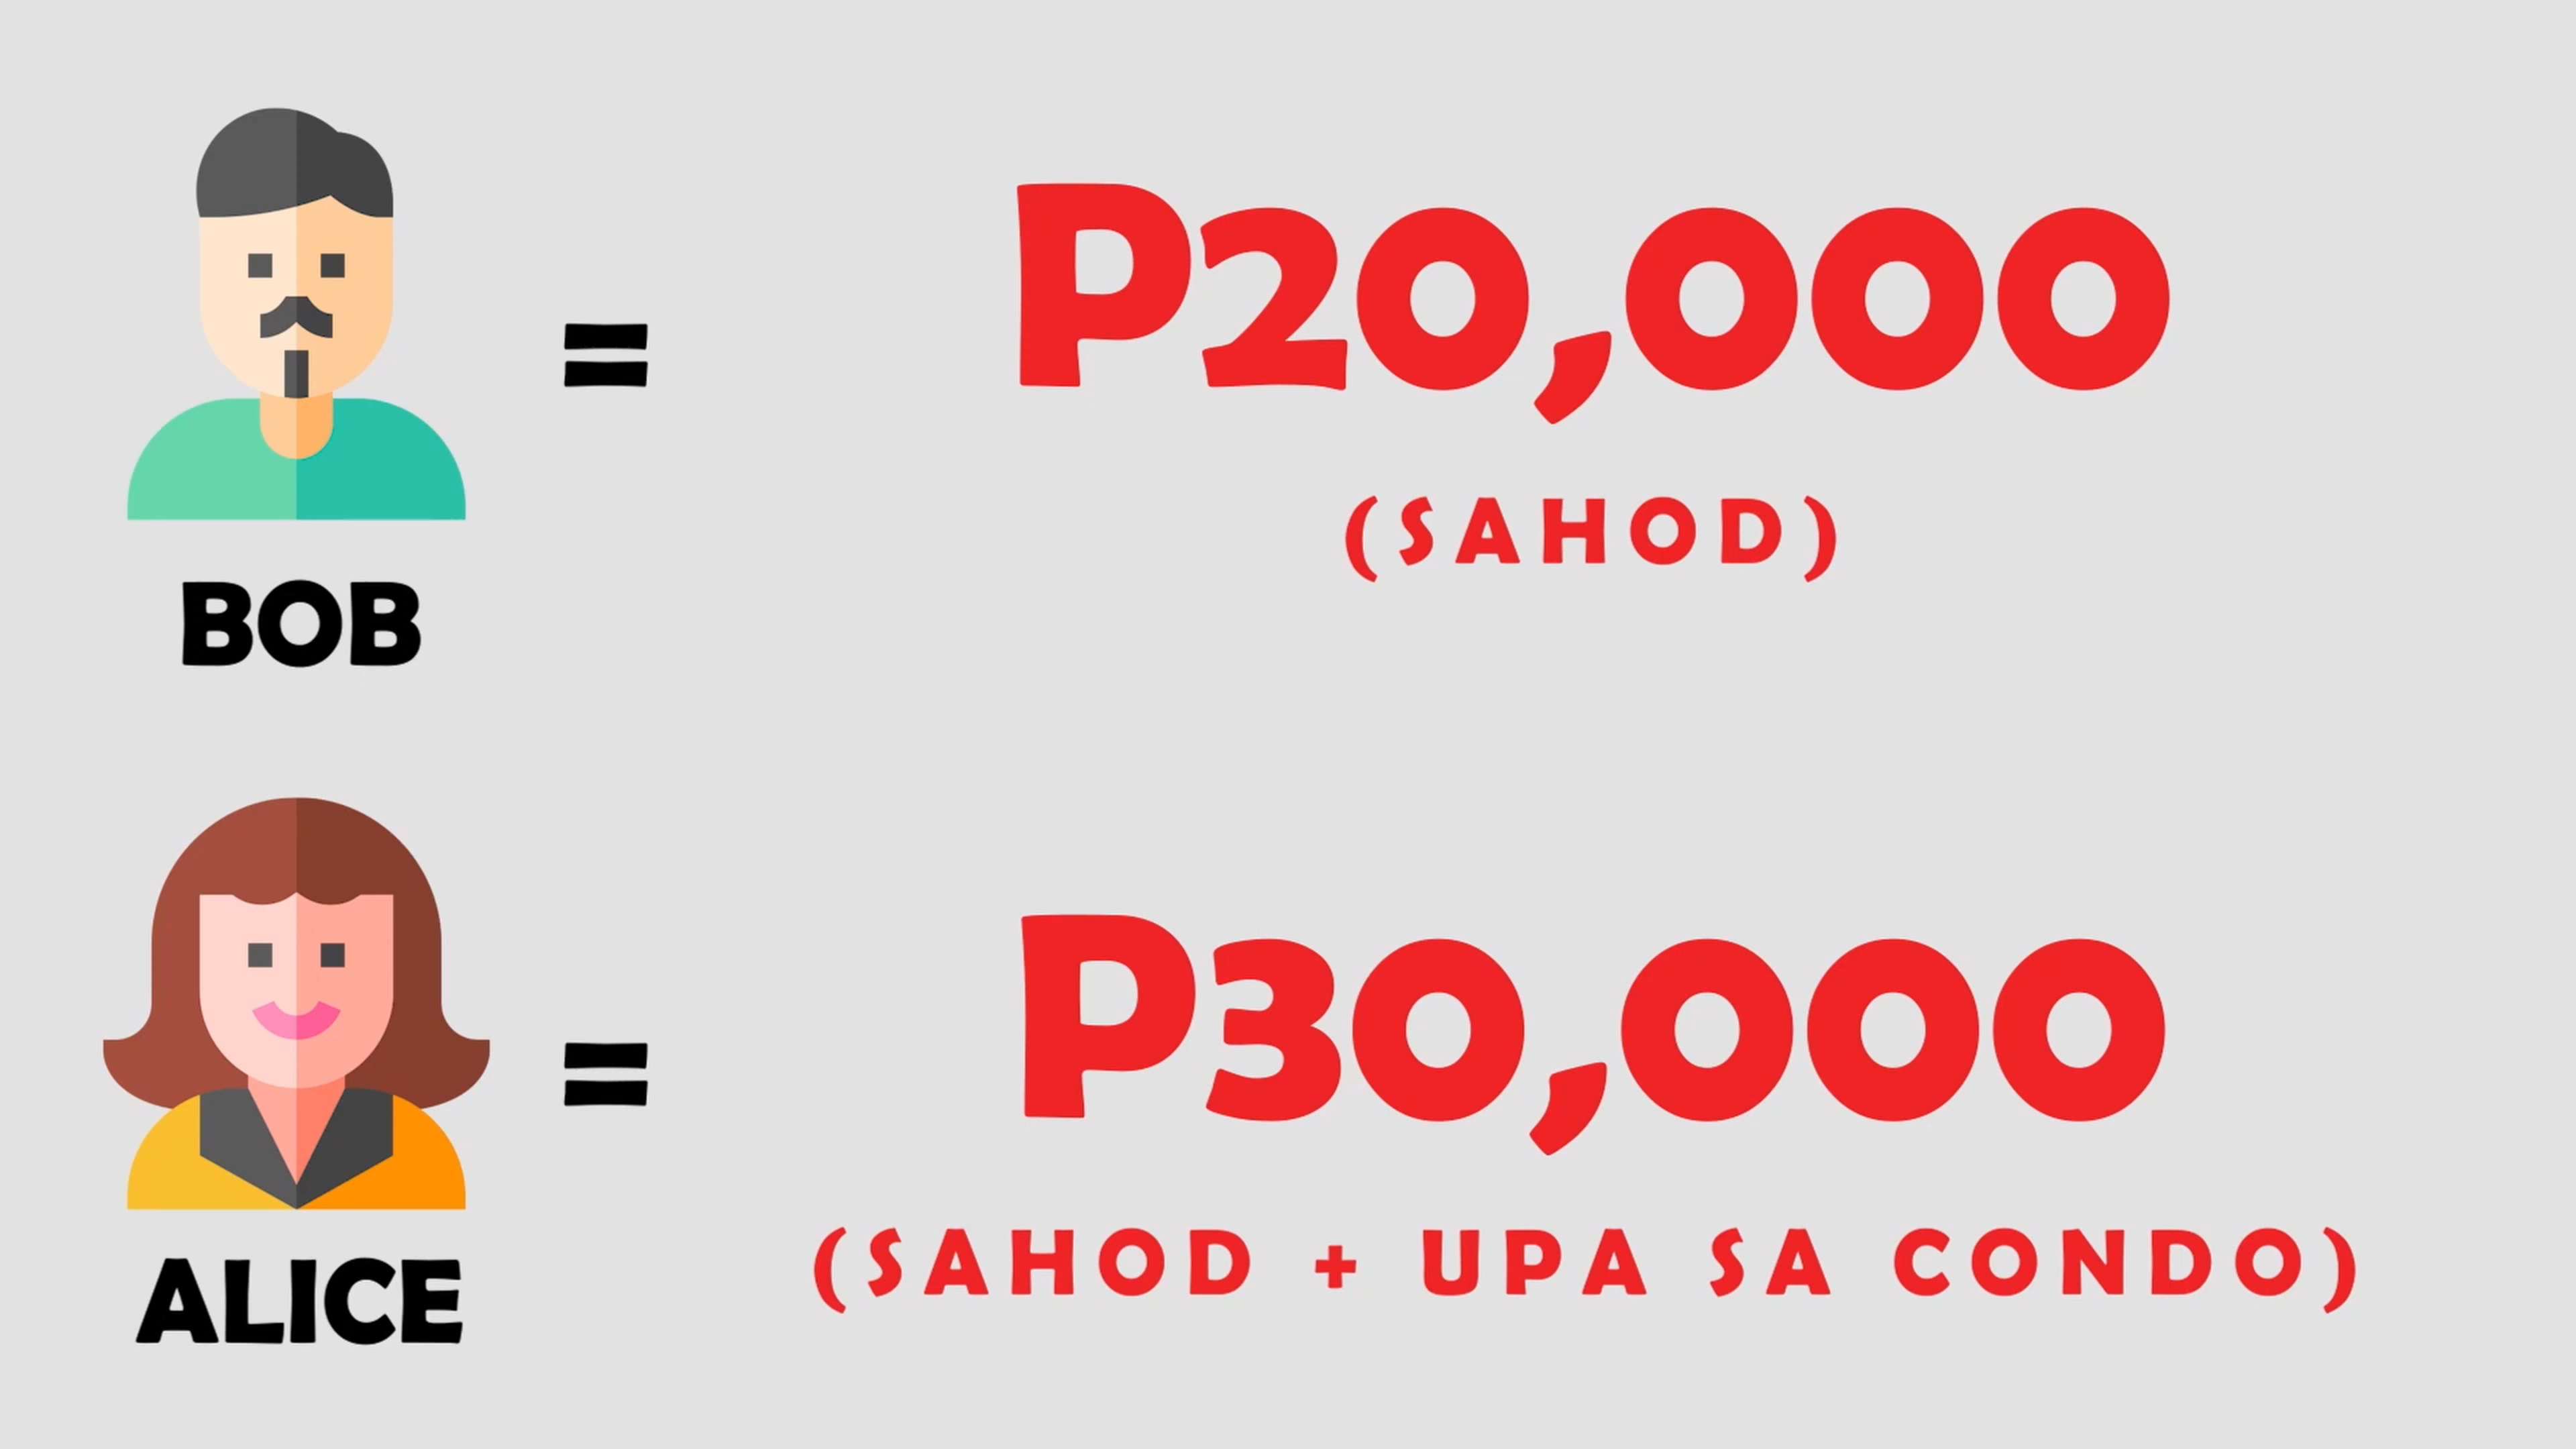 P20,000
=
(SAHOD)
BOB
P30,000
=
(SAHOD + UPA SA CONDO)
ALICE